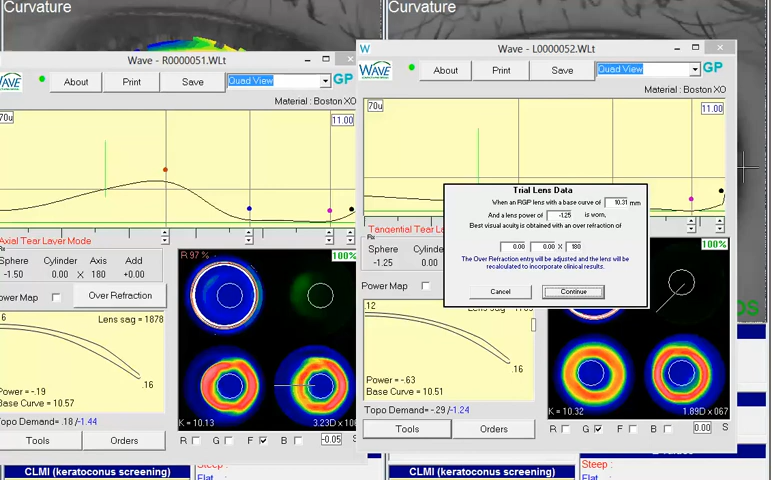 Curvature
Curvature
Wave - R0000051.WLt
WAVE
About
Print
Save
Quad View
GP
Material : Boston XO
70u
11.00
Axial Tear Layer Mode
Rx
Sphere Cylinder Axis Add
-1.50 0.00 X 180 +0.00
Power Map
Over Refraction
R 97 %
100%
Lens sag = 1878
.16
Power = -.19
Base Curve = 10.57
Topo Demand= .18 /-1.44
K = 10.13
Tools
Orders
R G F B
-0.05
S
Wave - L0000052.WLt
WAVE
About
Print
Save
Quad View
GP
Material : Boston XO
70u
11.00
Rx
Sphere
-1.25 0.00
Power Map
100%
Trial Lens Data
When an RGP lens with a base curve of 10.31 mm
And a lens power of -1.25 is worn,
Best visual acuity is obtained with an over refraction of
0.00 0.00 X 180
The Over Refraction entry will be adjusted and the lens will be
recalculated to incorporate clinical results.
Cancel
Continue
.12
.16
Power = -.63
Base Curve = 10.51
Topo Demand= -.29 /-1.24
K = 10.32
1.89D X 067
Tools
Orders
R G F B
0.00
S
OS
CLMI (keratoconus screening)
Steep :
Flat
CLMI (keratoconus screening)
Steep :
Flat